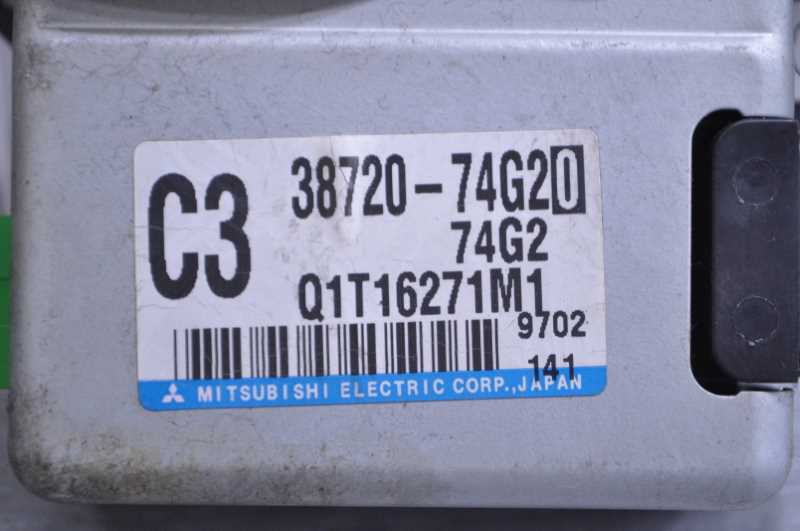 C3
38720-74G20
74G2
Q1T16271M1
9702
141
MITSUBISHI ELECTRIC CORP.,JAPAN